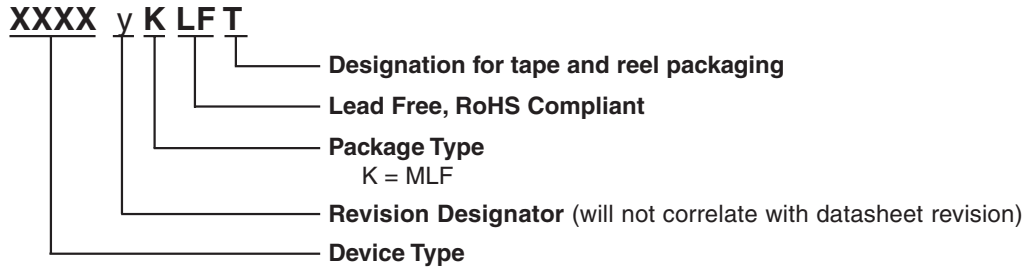 XXXX y K LF T
Designation for tape and reel packaging
Lead Free, RoHS Compliant
Package Type
K = MLF
Revision Designator (will not correlate with datasheet revision)
Device Type